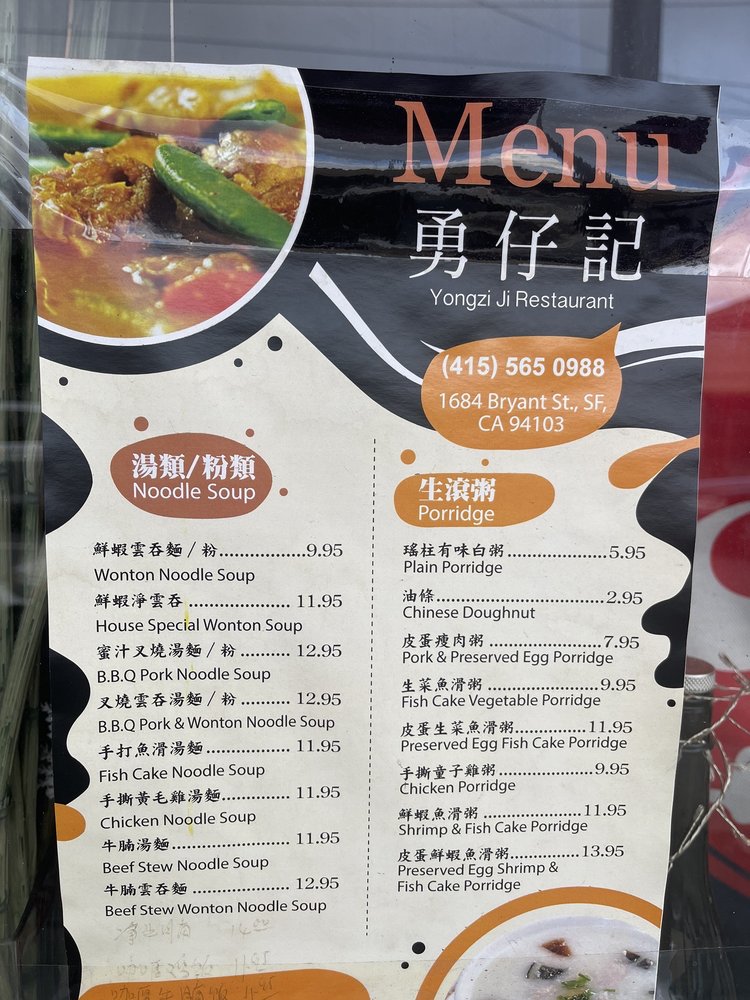 Menu
勇仔記
Yongzi Ji Restaurant
(415) 565 0988
1684 Bryant St., SF,
CA 94103
湯類/粉類
Noodle Soup
鮮蝦雲吞麵 / 粉................9.95
Wonton Noodle Soup
鮮蝦淨雲吞................... 11.95
House Special Wonton Soup
蜜汁叉燒湯麵 / 粉 .......... 12.95
B.B.Q Pork Noodle Soup
叉燒雲吞湯麵 / 粉 .......... 12.95
B.B.Q Pork & Wonton Noodle Soup
手打魚滑湯麵................ 11.95
Fish Cake Noodle Soup
手撕黃毛雞湯麵............. 11.95
Chicken Noodle Soup
牛腩湯麵...................... 11.95
Beef Stew Noodle Soup
牛腩雲吞麵 ................... 12.95
Beef Stew Wonton Noodle Soup
生滾粥
Porridge
瑤柱有味白粥...................5.95
Plain Porridge
油條................................2.95
Chinese Doughnut
皮蛋瘦肉粥 .....................7.95
Pork & Preserved Egg Porridge
生菜魚滑粥 .....................9.95
Fish Cake Vegetable Porridge
皮蛋生菜魚滑粥..............11.95
Preserved Egg Fish Cake Porridge
手撕童子雞粥..................9.95
Chicken Porridge
鮮蝦魚滑粥 ...................11.95
Shrimp & Fish Cake Porridge
皮蛋鮮蝦魚滑粥.............13.95
Preserved Egg Shrimp &
Fish Cake Porridge